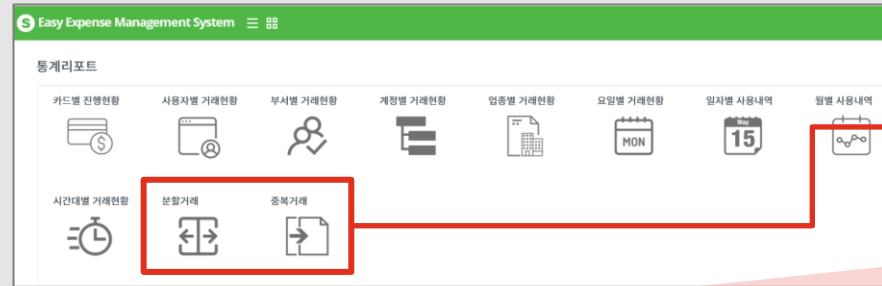 S Easy Expense Management System
통계리포트
카드별 진행현황 사용자별 거래현황 부서별 거래현황 계정별 거래현황 업종별 거래현황 요일별 거래현황 일자별 사용내역 월별 사용내역
$ MON May 15
시간대별 거래현황 분할거래 중복거래